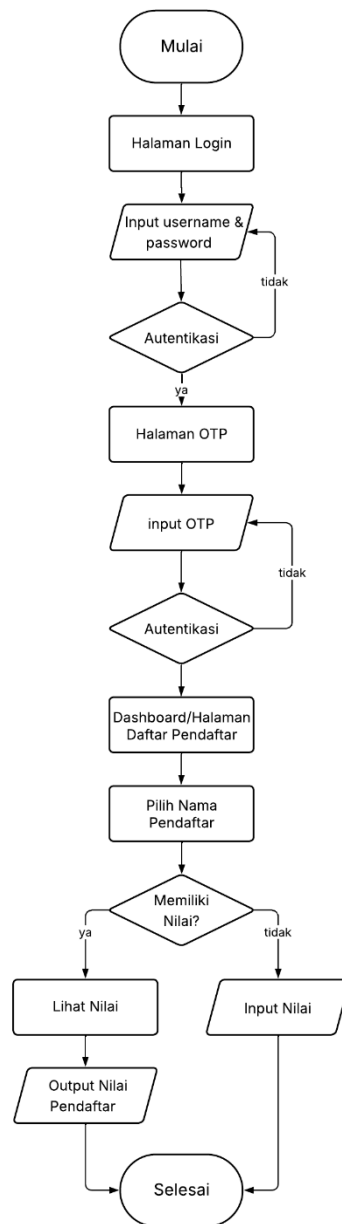 Mulai
Halaman Login
Input username &
password
tidak
Autentikasi
ya
Halaman OTP
input OTP
tidak
Autentikasi
Dashboard/Halaman
Daftar Pendaftar
Pilih Nama
Pendaftar
Memiliki
Nilai?
ya
tidak
Lihat Nilai
Input Nilai
Output Nilai
Pendaftar
Selesai